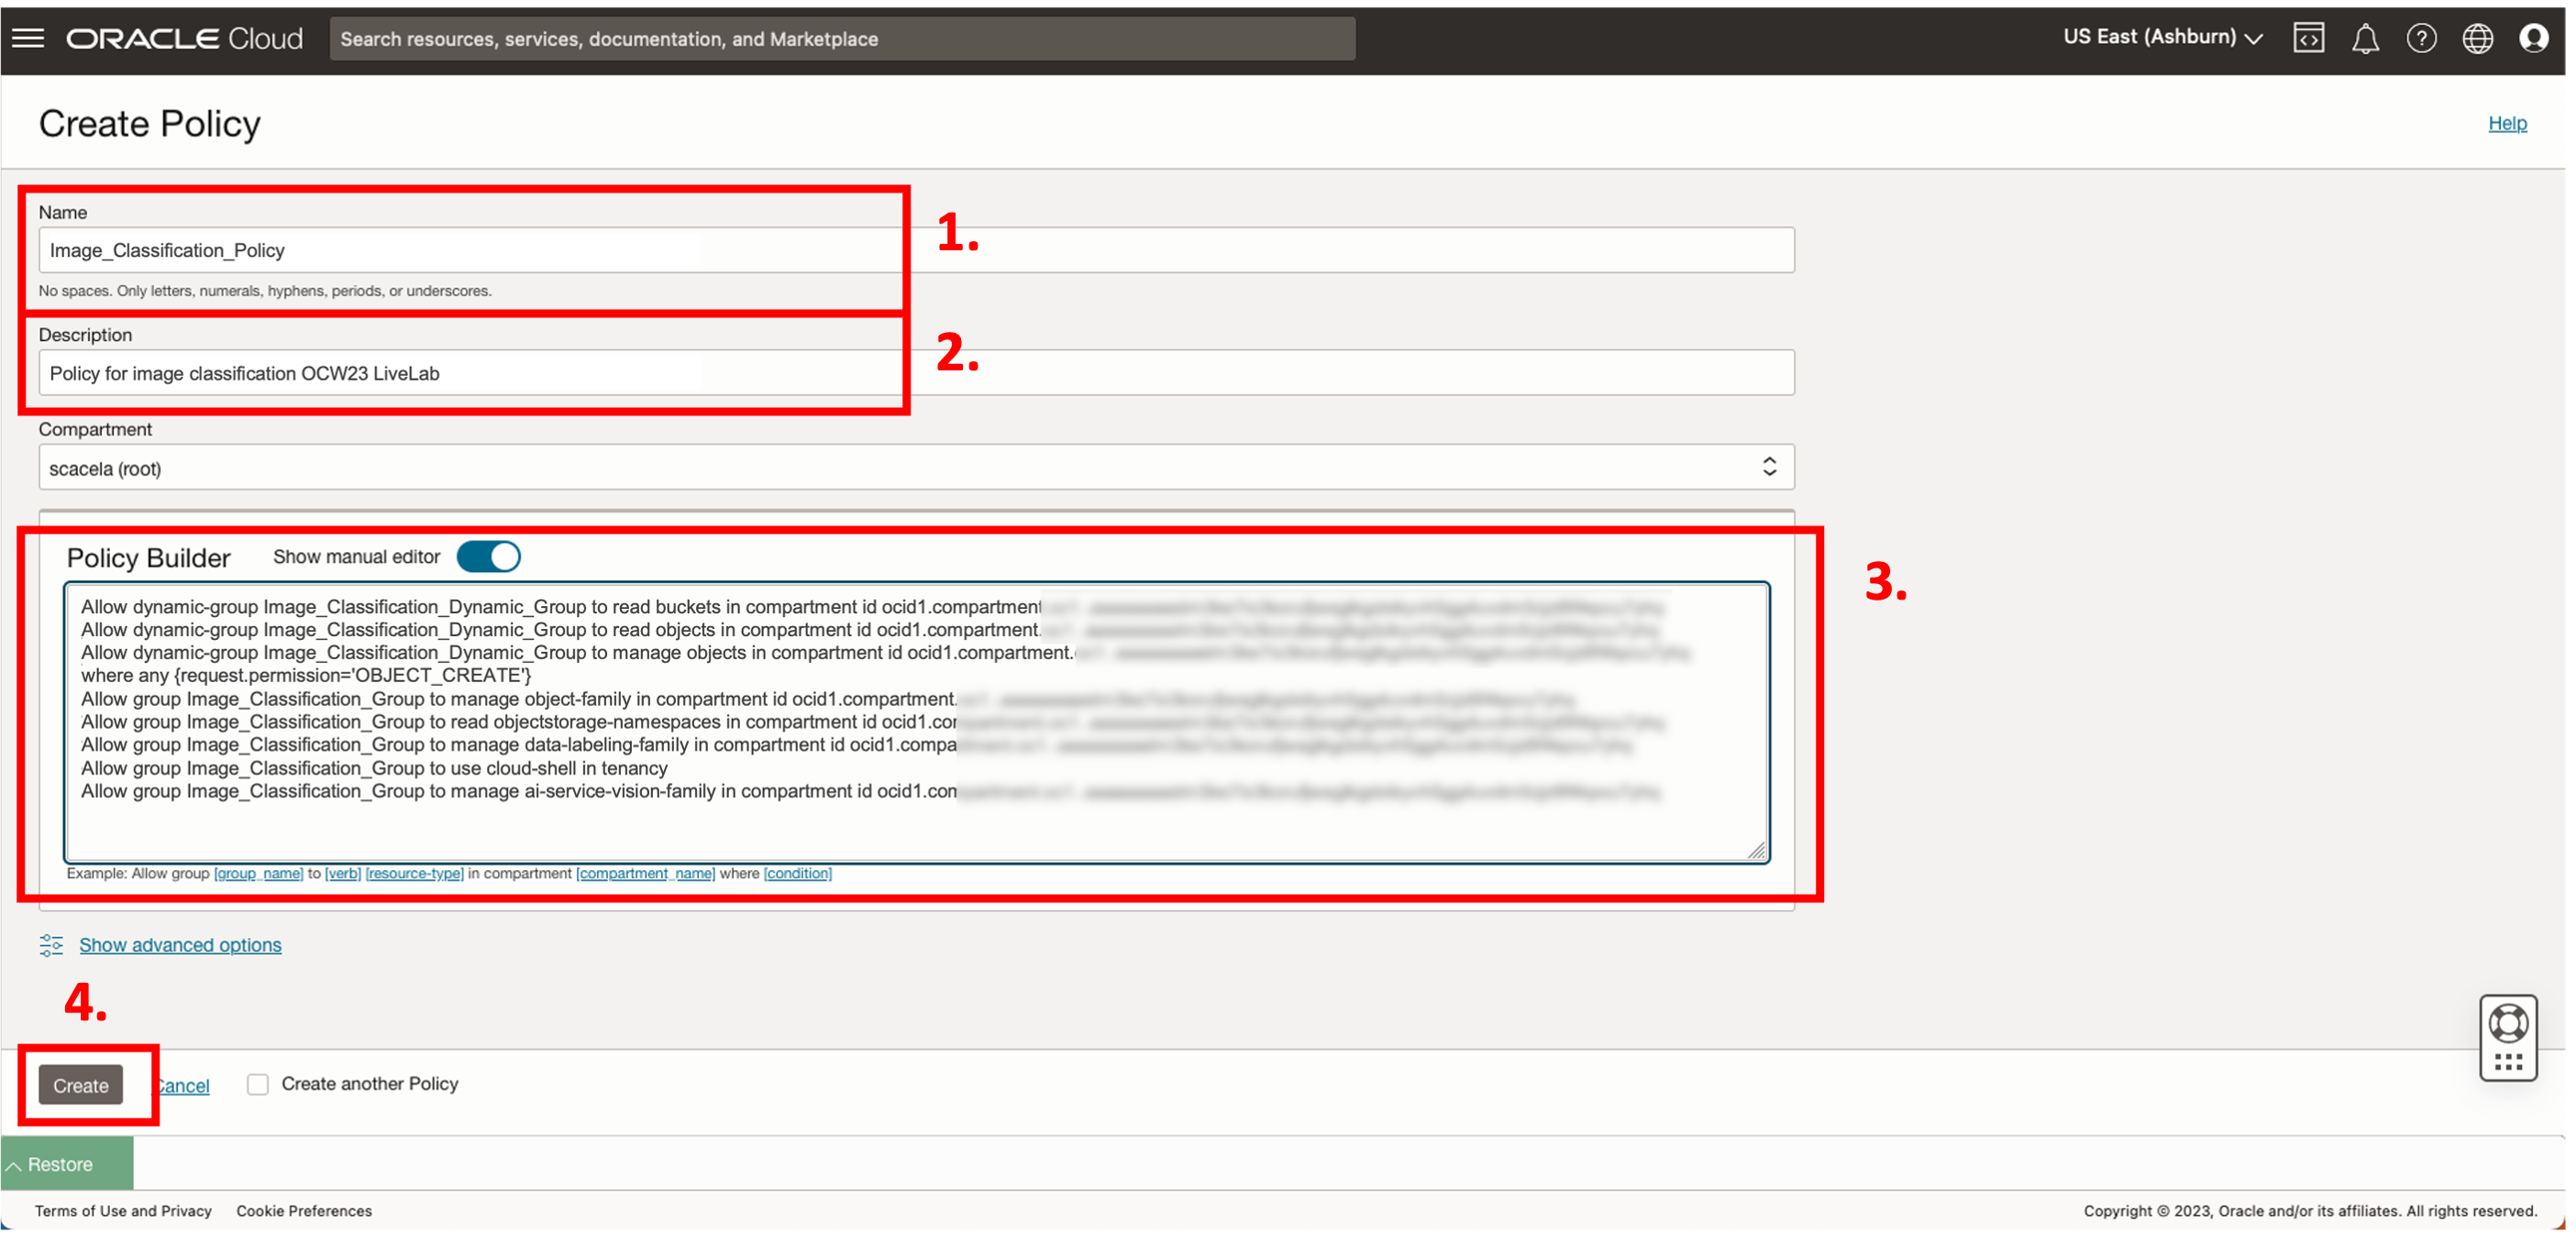 ORACLE Cloud
Search resources, services, documentation, and Marketplace
US East (Ashburn)
Create Policy
Help
Name
1.
Image_Classification_Policy
No spaces. Only letters, numerals, hyphens, periods, or underscores.
Description
2.
Policy for image classification OCW23 LiveLab
Compartment
scacela (root)
Policy Builder
Show manual editor
3.
Allow dynamic-group Image_Classification_Dynamic_Group to read buckets in compartment id ocid1.compartment
Allow dynamic-group Image_Classification_Dynamic_Group to read objects in compartment id ocid1.compartment.
Allow dynamic-group Image_Classification_Dynamic_Group to manage objects in compartment id ocid1.compartment.
where any {request.permission='OBJECT_CREATE'}
Allow group Image_Classification_Group to manage object-family in compartment id ocid1.compartment.
Allow group Image_Classification_Group to read objectstorage-namespaces in compartment id ocid1.com
Allow group Image_Classification_Group to manage data-labeling-family in compartment id ocid1.compa
Allow group Image_Classification_Group to use cloud-shell in tenancy
Allow group Image_Classification_Group to manage ai-service-vision-family in compartment id ocid1.com
Example: Allow group [group_name] to [verb] [resource-type] in compartment [compartment_name] where [condition]
Show advanced options
4.
Create
Cancel
Create another Policy
Restore
Terms of Use and Privacy
Cookie Preferences
Copyright © 2023, Oracle and/or its affiliates. All rights reserved.